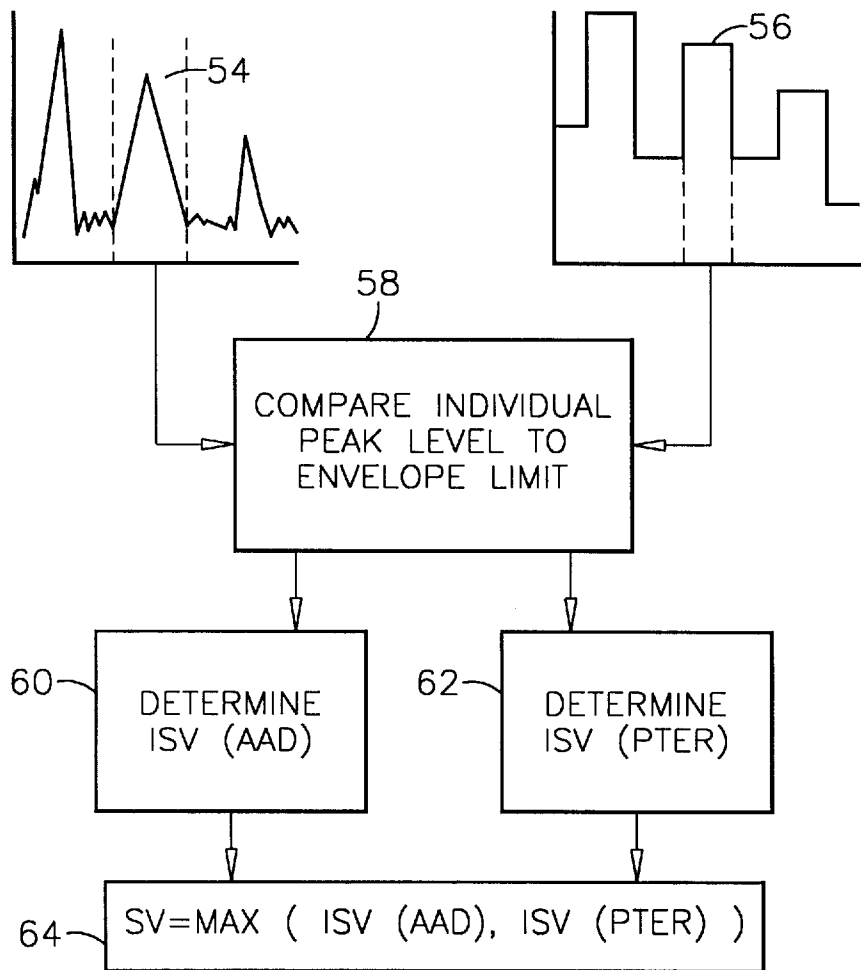 54
56
58
COMPARE INDIVIDUAL
PEAK LEVEL TO
ENVELOPE LIMIT
60
DETERMINE
ISV (AAD)
62
DETERMINE
ISV (PTER)
64
SV=MAX ( ISV (AAD), ISV (PTER) )